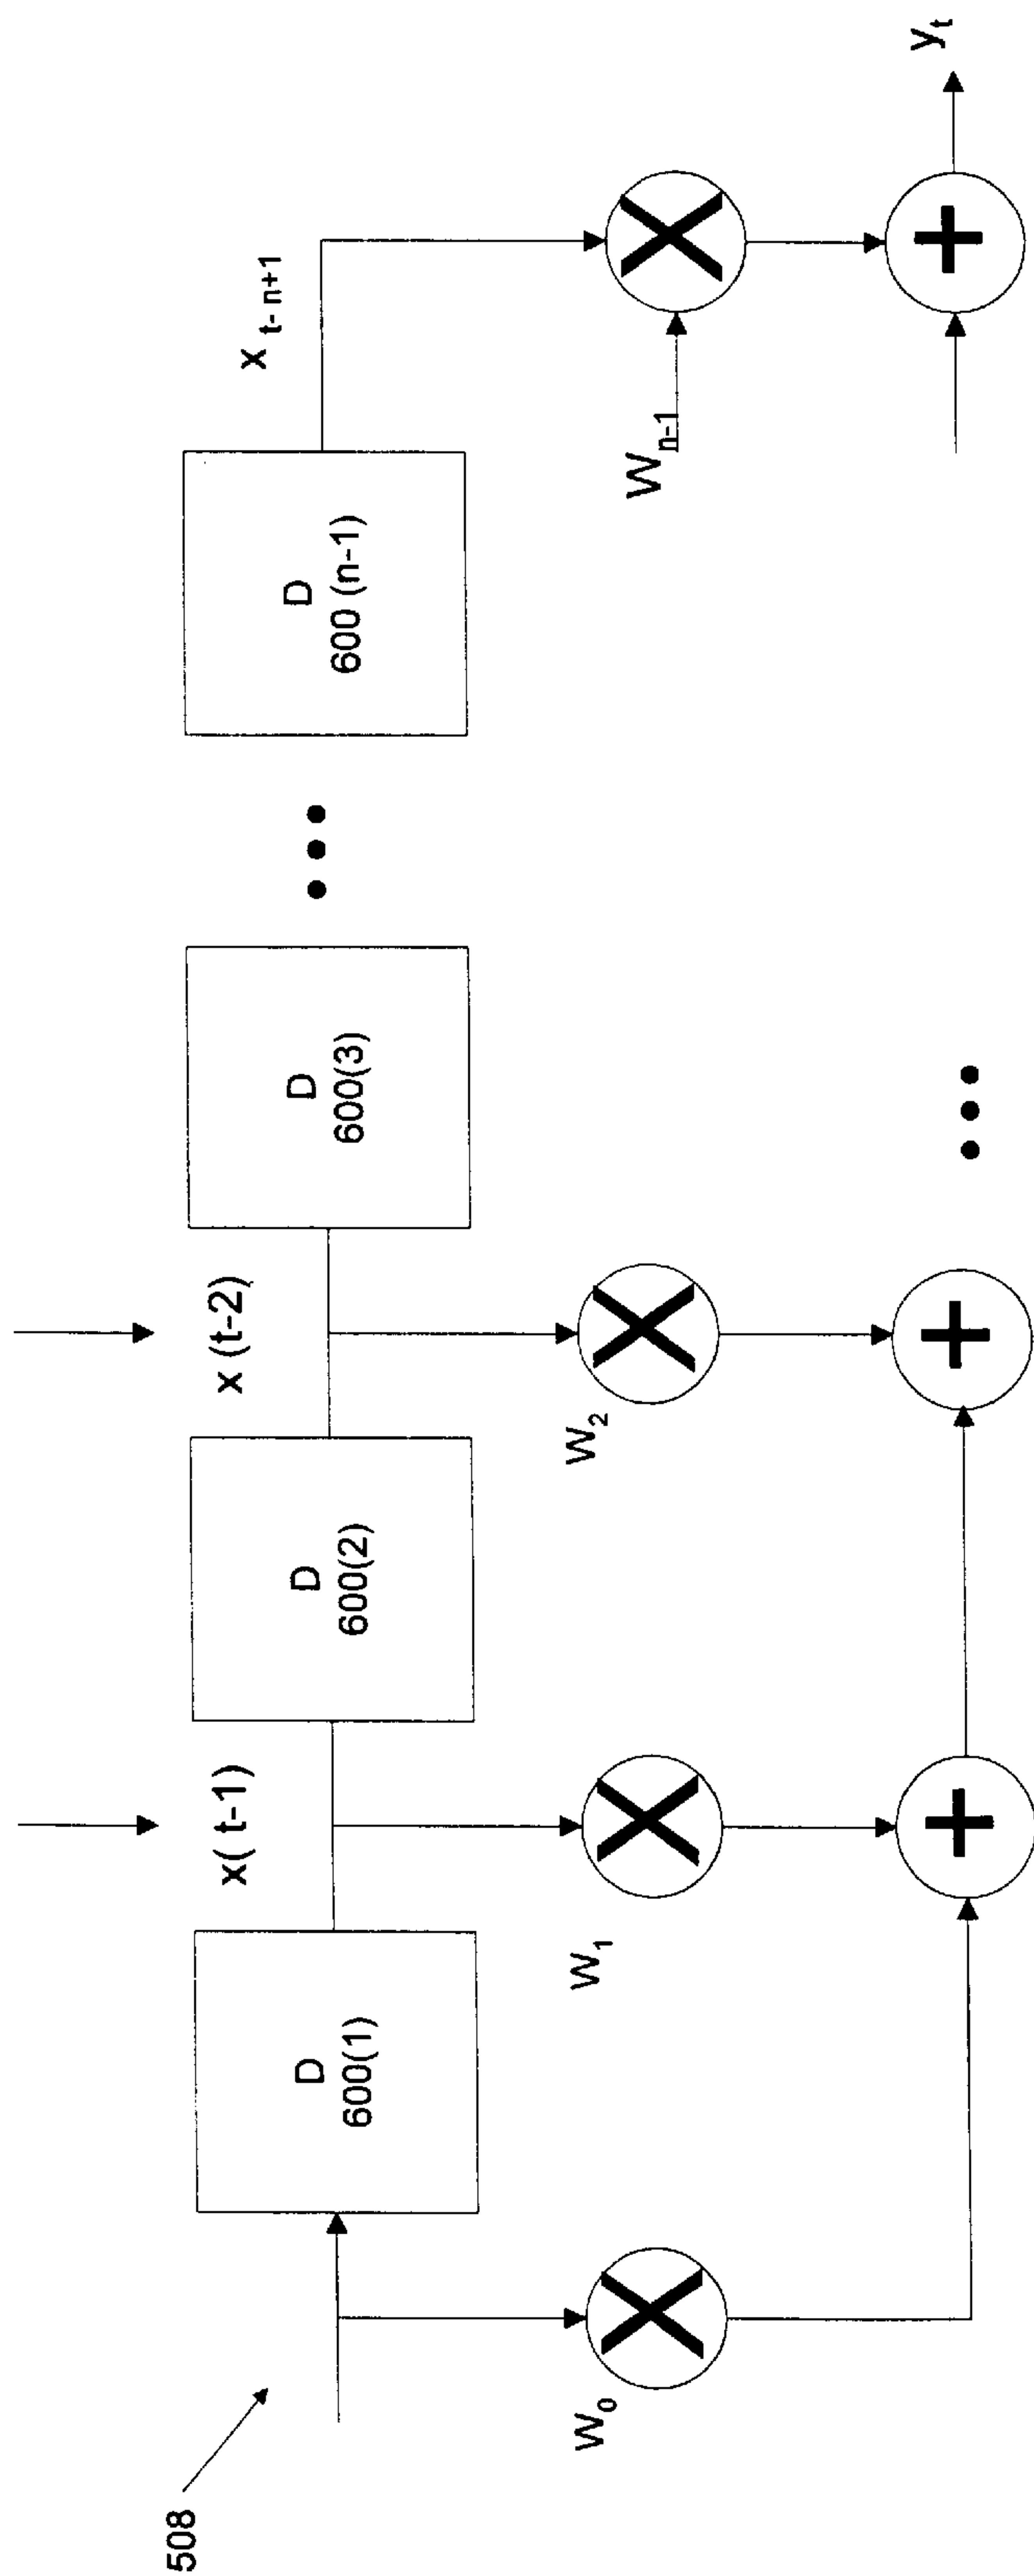 508
x( t-1)
x (t-2)
x t- n+1
D
600(1)
D
600(2)
D
600(3)
• • •
D
600 (n-1)
W0
W1
W2
Wn-1
X
X
X
X
+
+
• • •
+
yt